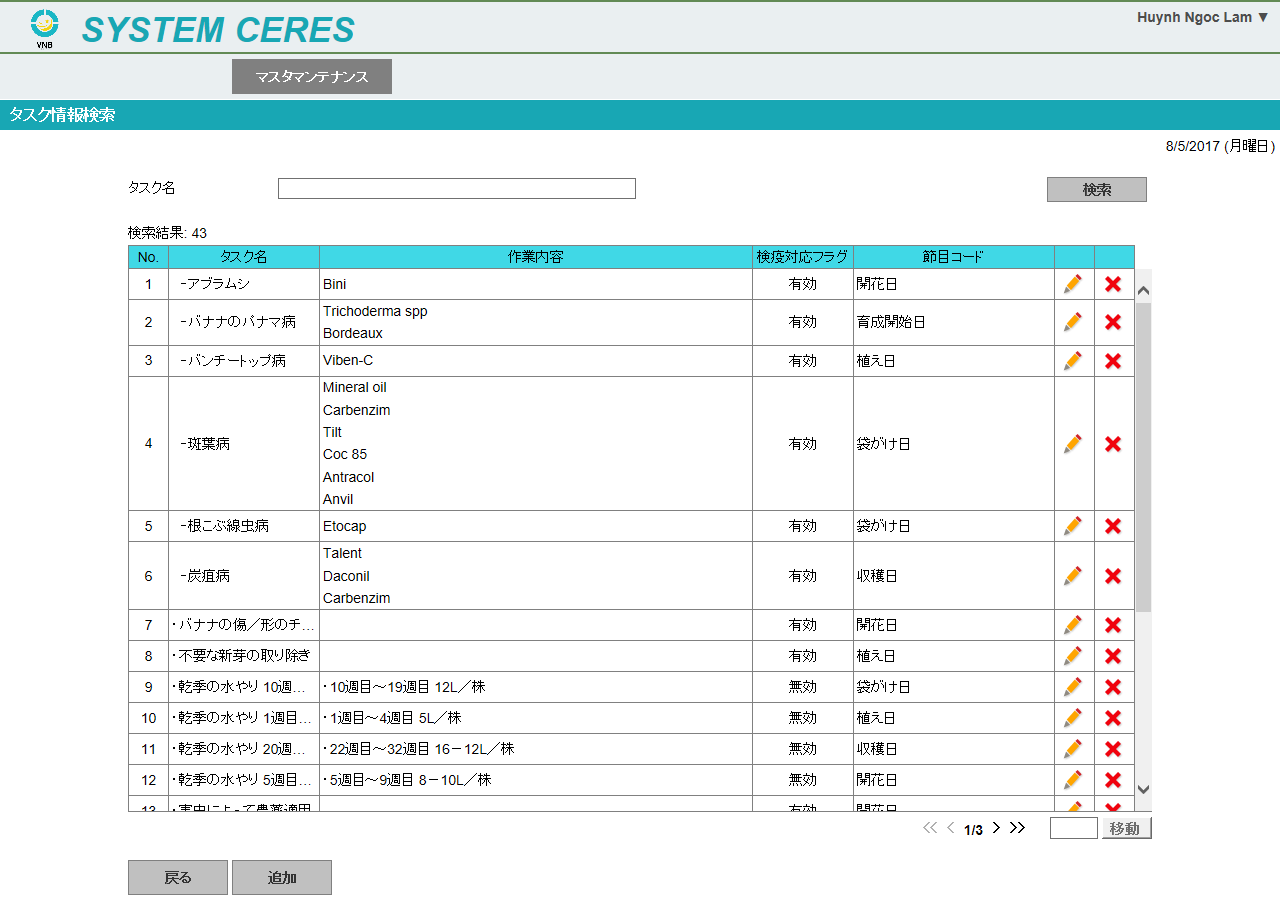 VNB
SYSTEM CERES
Huynh Ngoc Lam ▼
マスタマンテナンス
タスク情報検索
8/5/2017 (月曜日)
タスク名
検索
検索結果: 43
No. タスク名 作業内容 検疫対応フラグ 節目コード
1 -アブラムシ Bini 有効 開花日
2 -バナナのパナマ病 Trichoderma spp 有効 育成開始日
Bordeaux
3 -バンチートップ病 Viben-C 有効 植え日
4 -斑葉病 Mineral oil 有効 袋がけ日
Carbenzim
Tilt
Coc 85
Antracol
Anvil
5 -根こぶ線虫病 Etocap 有効 袋がけ日
6 -炭疽病 Talent 有効 収穫日
Daconil
Carbenzim
7 ・バナナの傷／形のチ... 有効 開花日
8 ・不要な新芽の取り除き 有効 植え日
9 ・乾季の水やり 10週... ・10週目～19週目 12L／株 無効 袋がけ日
10 ・乾季の水やり 1週目... ・1週目～4週目 5L／株 無効 植え日
11 ・乾季の水やり 20週... ・22週目～32週目 16－12L／株 無効 収穫日
12 ・乾季の水やり 5週目... ・5週目～9週目 8－10L／株 無効 開花日
13 ・害虫によって農薬適用 有効 開花日
1/3
移動
戻る 追加